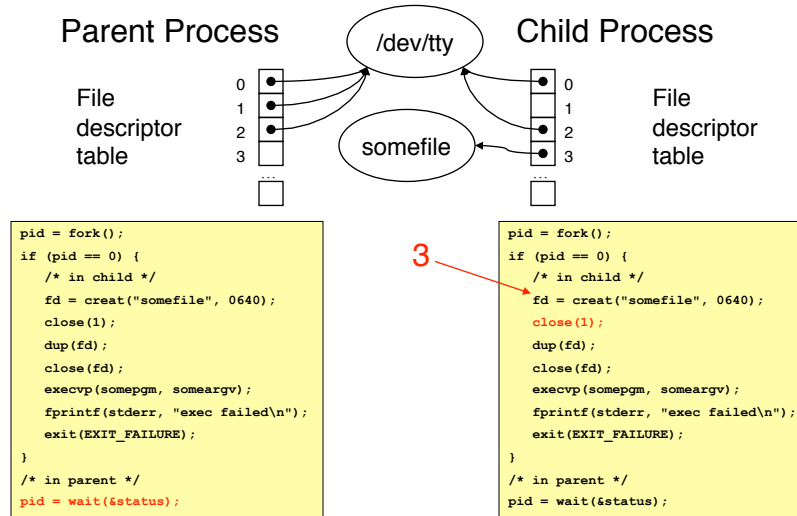 Parent Process
/dev/tty
Child Process
File
descriptor
table
0
1
2
3
...
somefile
0
1
2
3
...
File
descriptor
table
pid = fork();
if (pid == 0) {
/* in child */
fd = creat("somefile", 0640);
close(1);
dup(fd);
close(fd);
execvp(somepgm, someargv);
fprintf(stderr, "exec failed\n");
exit(EXIT_FAILURE);
}
/* in parent */
pid = wait(&status);
3
pid = fork();
if (pid == 0) {
/* in child */
fd = creat("somefile", 0640);
close(1);
dup(fd);
close(fd);
execvp(somepgm, someargv);
fprintf(stderr, "exec failed\n");
exit(EXIT_FAILURE);
}
/* in parent */
pid = wait(&status);